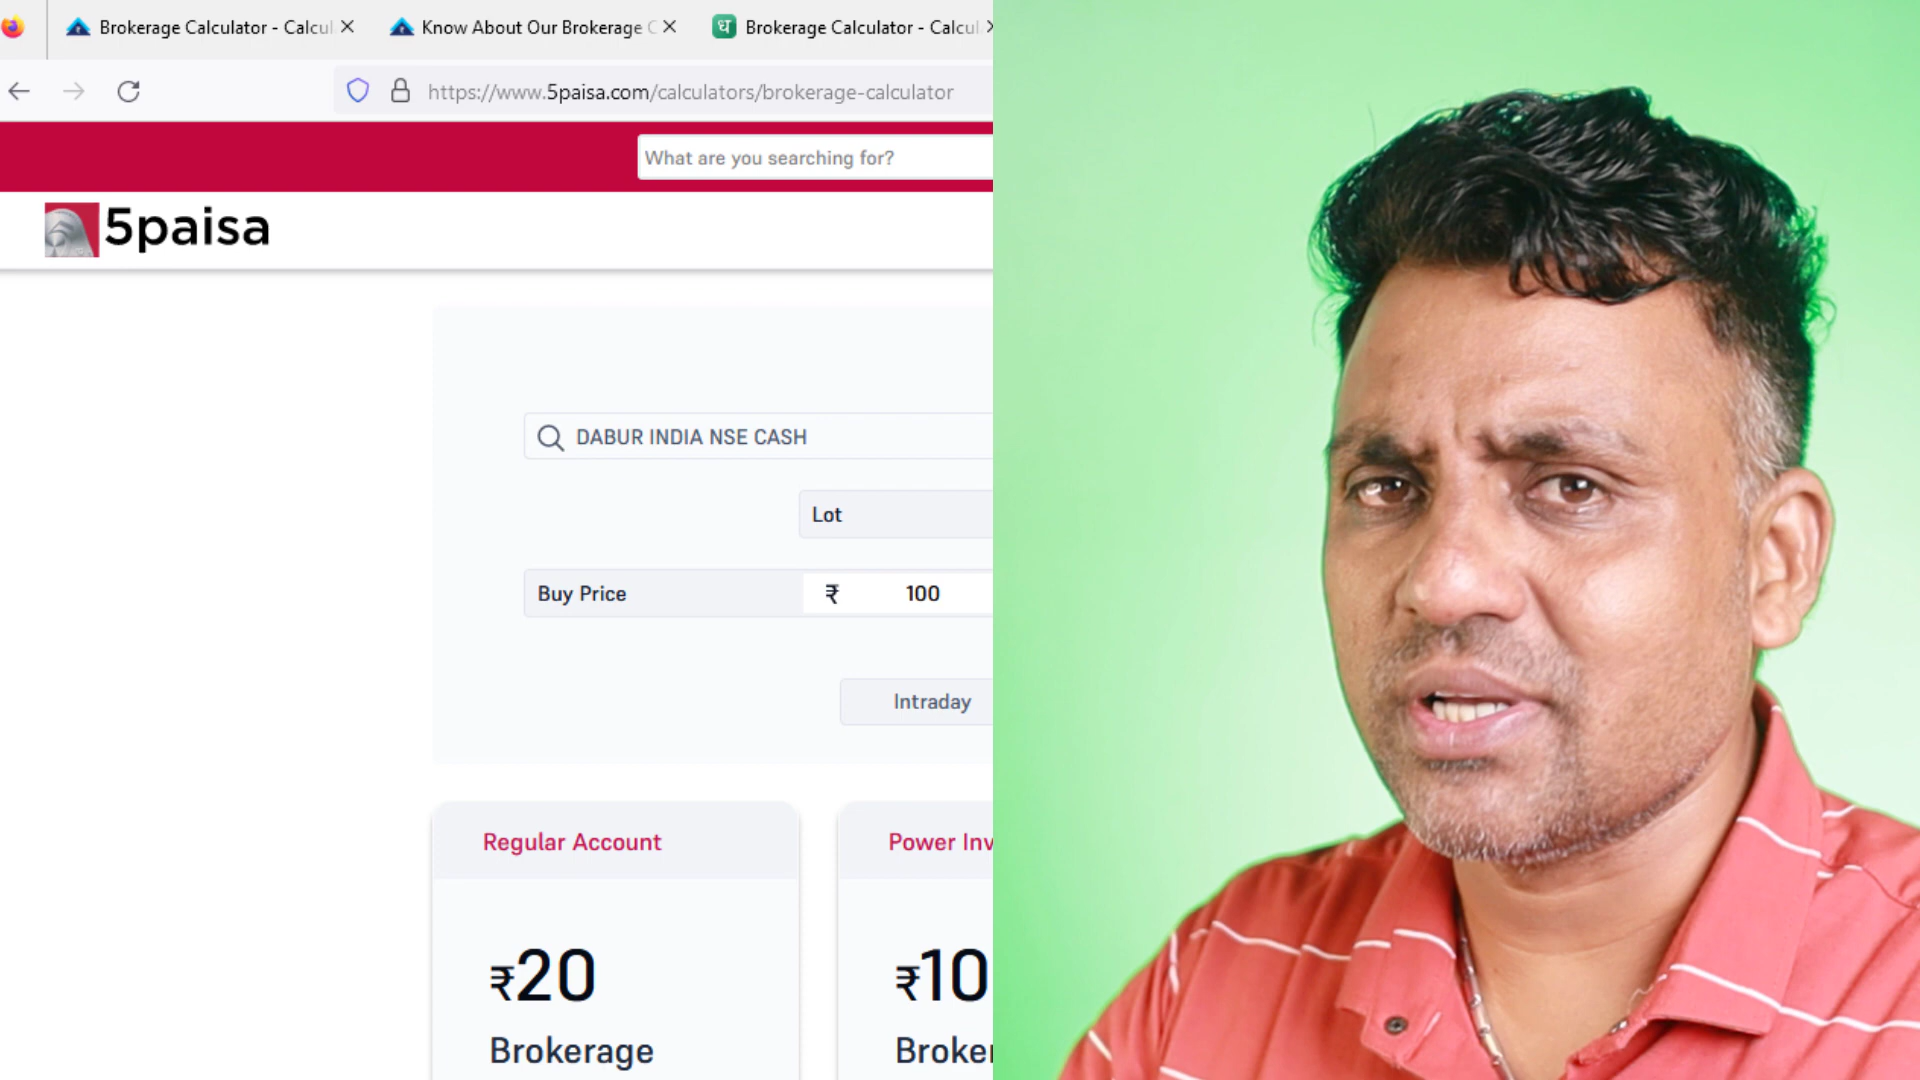 Brokerage Calculator - Calcul
Know About Our Brokerage C
ધ
Brokerage Calculator - Calcul
https://www.5paisa.com/calculators/brokerage-calculator
What are you searching for?
5paisa
DABUR INDIA NSE CASH
Lot
Buy Price ₹ 100
Intraday
Regular Account
Power Inv
₹20
₹10
Brokerage
Broker